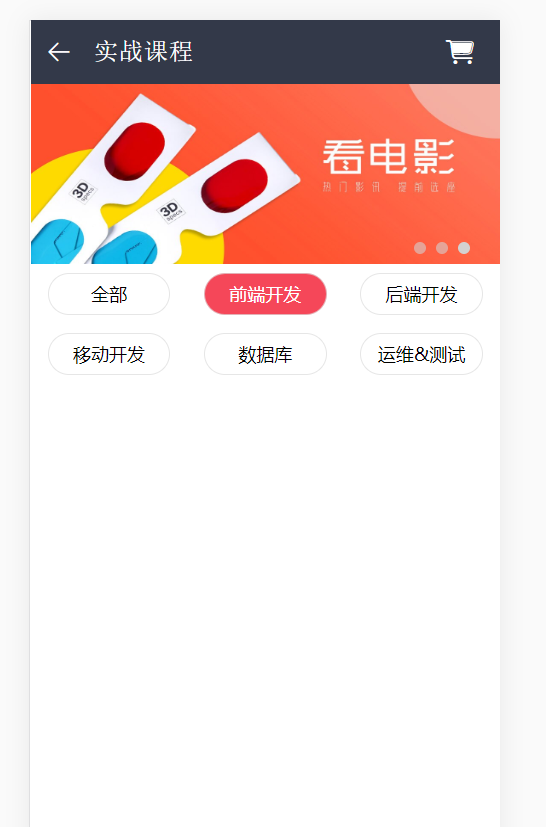 实战课程
看电影
热门影讯 提前选座
3D
specs
3D
specs
全部
前端开发
后端开发
移动开发
数据库
运维&测试